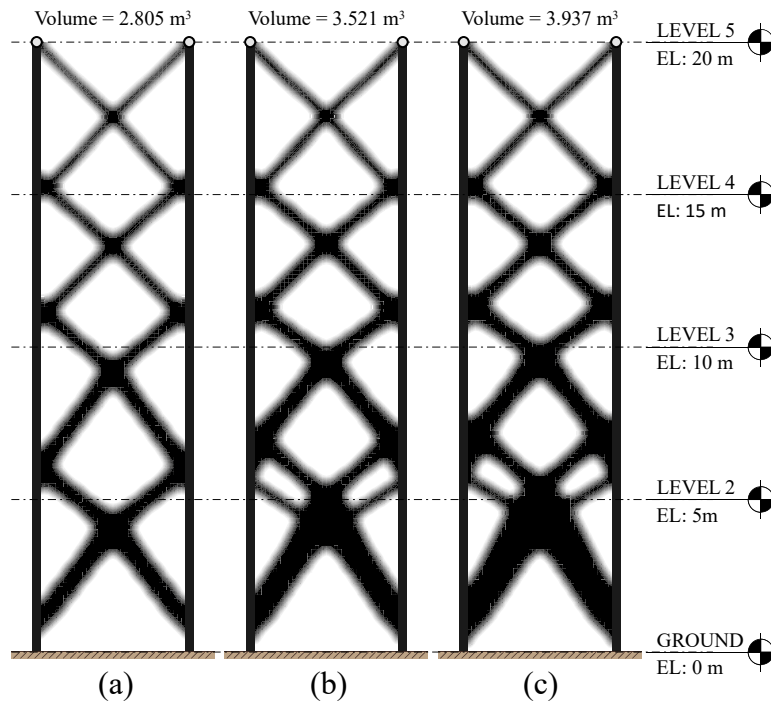 Volume = 2.805 m³
Volume = 3.521 m³
Volume = 3.937 m³
LEVEL 5
EL: 20 m
LEVEL 4
EL: 15 m
LEVEL 3
EL: 10 m
LEVEL 2
EL: 5m
GROUND
EL: 0 m
(a)
(b)
(c)